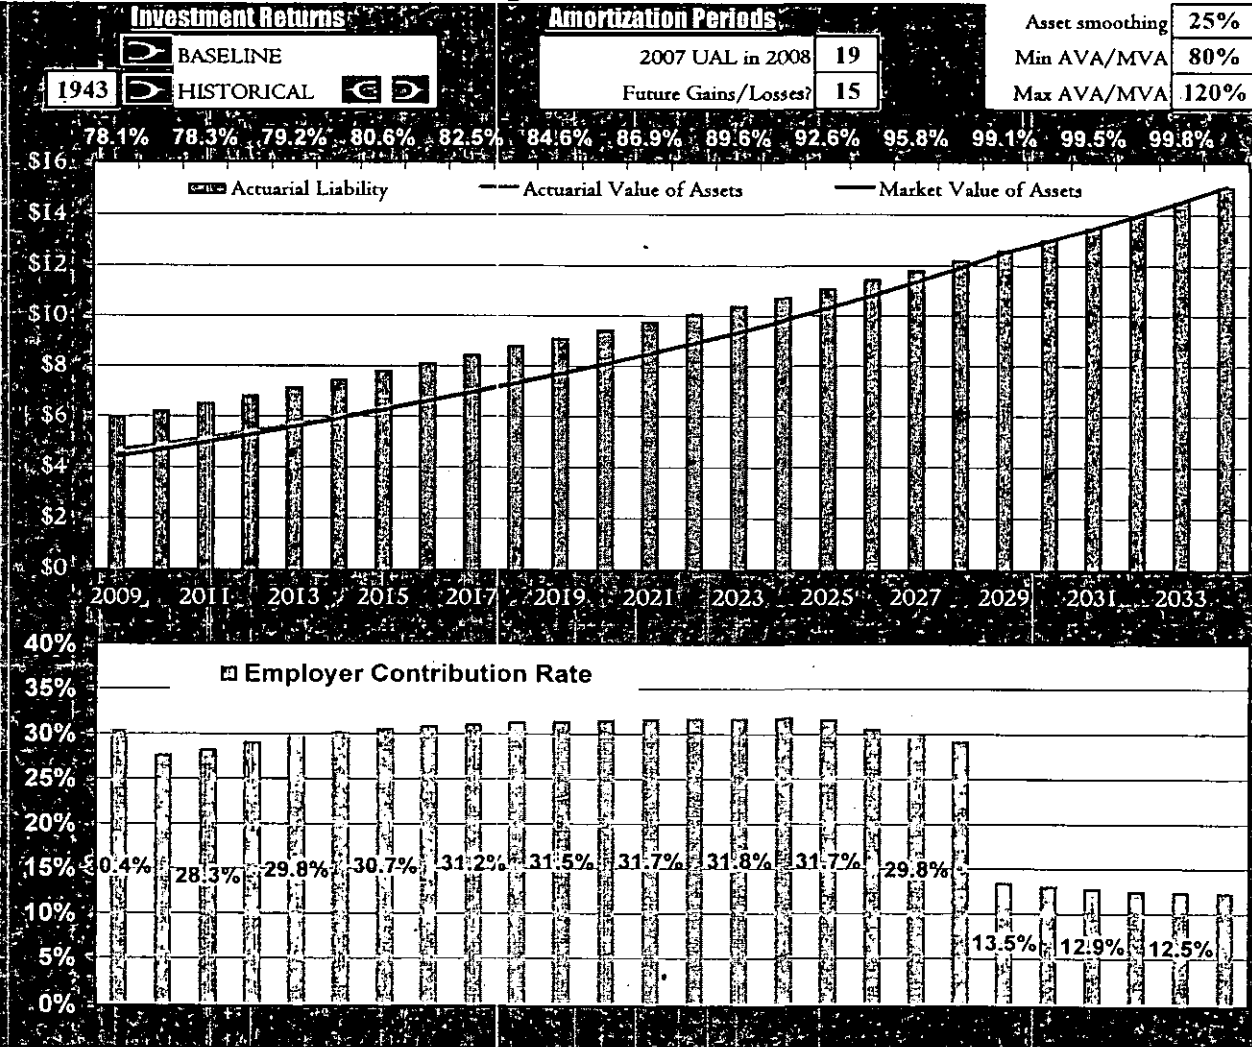 Investment Returns
BASELINE
1943 HISTORICAL
Amortization Periods
2007 UAL in 2008 19
Future Gains/Losses? 15
Asset smoothing 25%
Min AVA/MVA 80%
Max AVA/MVA 120%
78.1% 78.3% 79.2% 80.6% 82.5% 84.6% 86.9% 89.6% 92.6% 95.8% 99.1% 99.5% 99.8%
Actuarial Liability Actuarial Value of Assets Market Value of Assets
$16
$14
$12
$10
$8
$6
$4
$2
$0
2009 2011 2013 2015 2017 2019 2021 2023 2025 2027 2029 2031 2033
Employer Contribution Rate
40%
35%
30%
25%
20%
15%
10%
5%
0%
0.4% 28.3% 29.8% 30.7% 31.2% 31.5% 31.7% 31.8% 31.7% 29.8% 13.5% 12.9% 12.5%